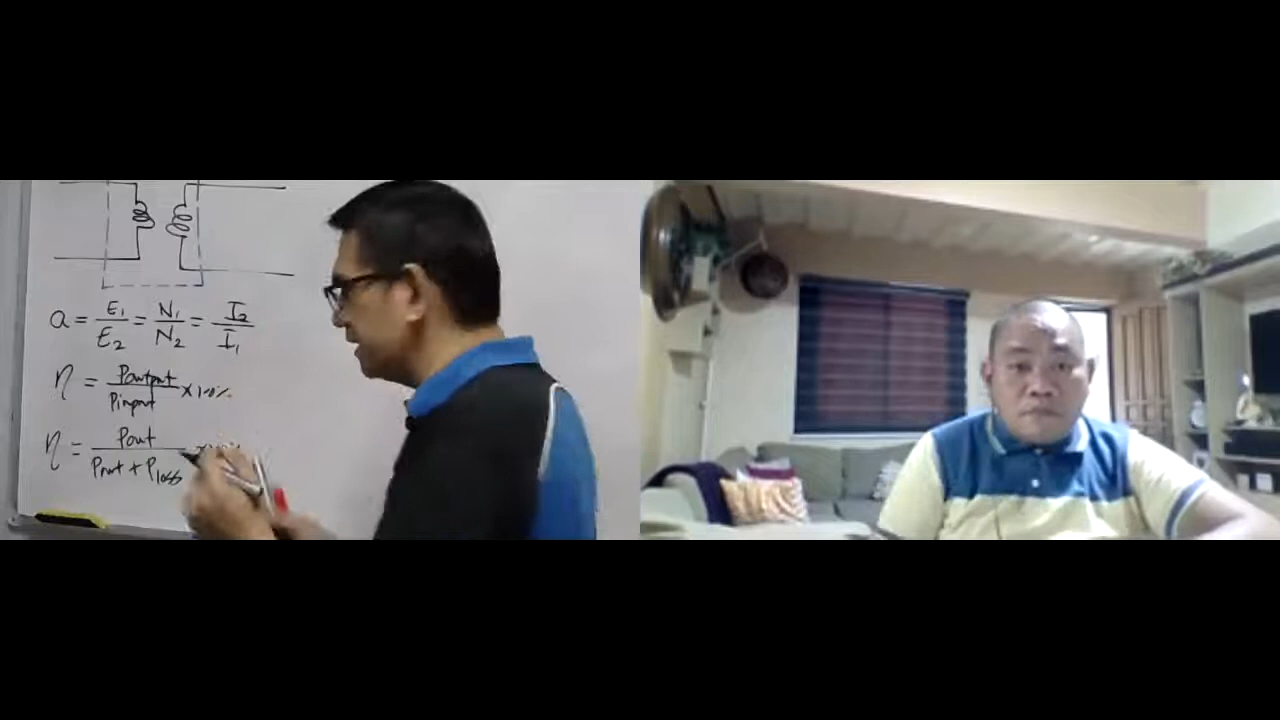 a = E₁/E₂ = N₁/N₂ = I₂/I₁
η = Poutput/Pinput × 100%
η = Pout/Pout + Ploss